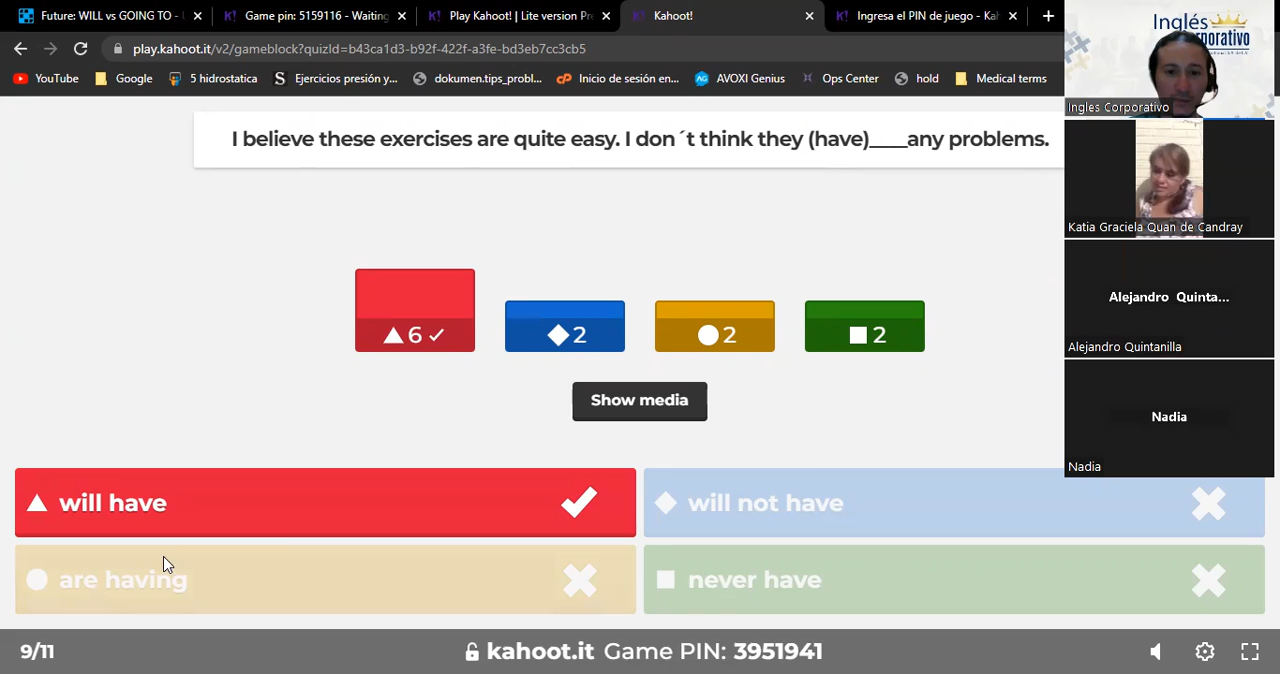 Future: WILL vs GOING TO -
Game pin: 5159116 - Waiting
Play Kahoot! | Lite version Pre
Kahoot!
Ingresa el PIN de juego - Kah
play.kahoot.it/v2/gameblock?quizId=b43ca1d3-b92f-422f-a3fe-bd3eb7cc3cb5
YouTube
Google
5 hidrostatica
Ejercicios presión y...
dokumen.tips_probl...
Inicio de sesión en...
AVOXI Genius
Ops Center
hold
Medical terms
Inglés
Corporativo
Ingles Corporativo
I believe these exercises are quite easy. I don´t think they (have)____any problems.
Katia Graciela Quan de Candray
Alejandro Quinta...
Alejandro Quintanilla
6
2
2
2
Show media
Nadia
Nadia
will have
will not have
are having
never have
9/11
kahoot.it Game PIN: 3951941